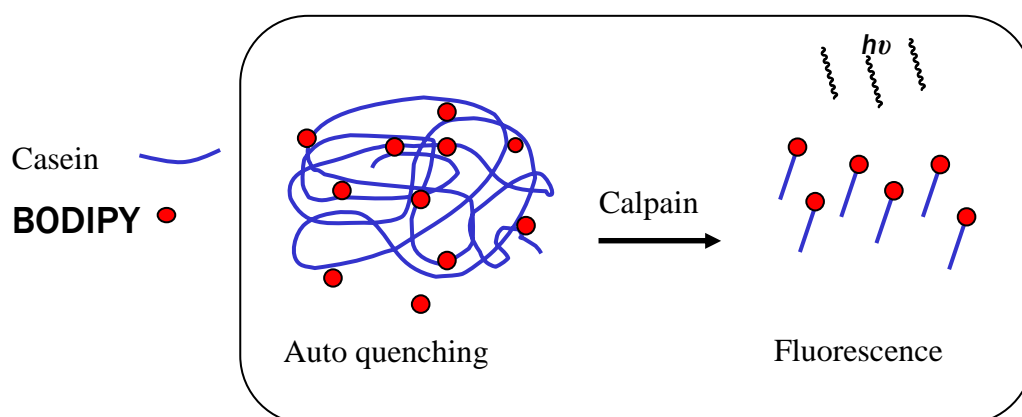 hν
Casein
Calpain
BODIPY
Auto quenching
Fluorescence